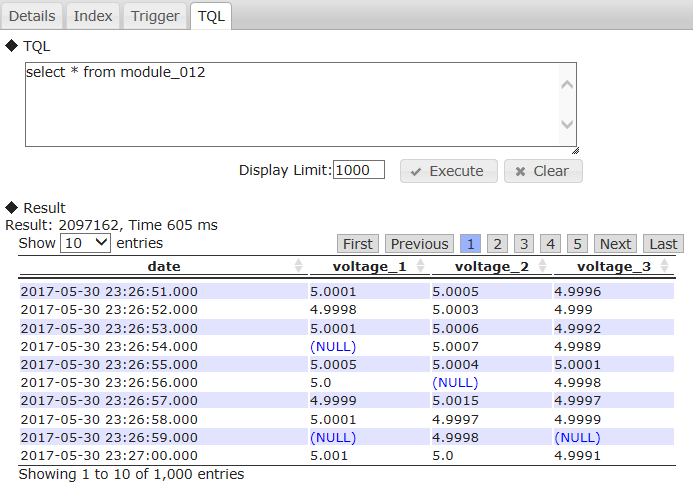 Details Index Trigger TQL
◆ TQL
select * from module_012
Display Limit: 1000 ✔ Execute ✖ Clear
◆ Result
Result: 2097162, Time 605 ms
Show 10 entries First Previous 1 2 3 4 5 Next Last
date voltage_1 voltage_2 voltage_3
2017-05-30 23:26:51.000 5.0001 5.0005 4.9996
2017-05-30 23:26:52.000 4.9998 5.0003 4.999
2017-05-30 23:26:53.000 5.0001 5.0006 4.9992
2017-05-30 23:26:54.000 (NULL) 5.0007 4.9989
2017-05-30 23:26:55.000 5.0005 5.0004 5.0001
2017-05-30 23:26:56.000 5.0 (NULL) 4.9998
2017-05-30 23:26:57.000 4.9999 5.0015 4.9997
2017-05-30 23:26:58.000 5.0001 4.9997 4.9999
2017-05-30 23:26:59.000 (NULL) 4.9998 (NULL)
2017-05-30 23:27:00.000 5.001 5.0 4.9991
Showing 1 to 10 of 1,000 entries